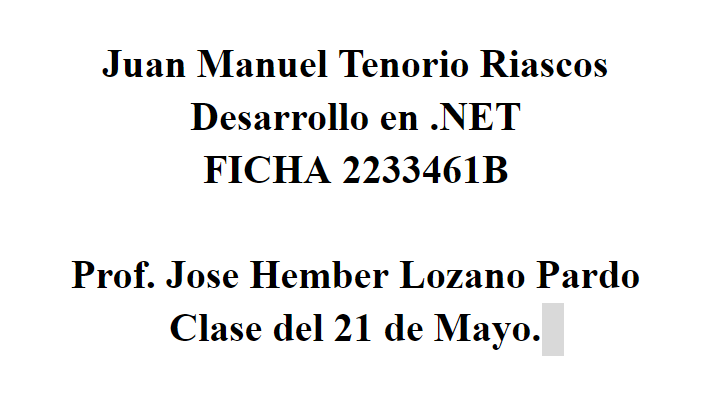 Juan Manuel Tenorio Riascos
Desarrollo en .NET
FICHA 2233461B
Prof. Jose Hember Lozano Pardo
Clase del 21 de Mayo.